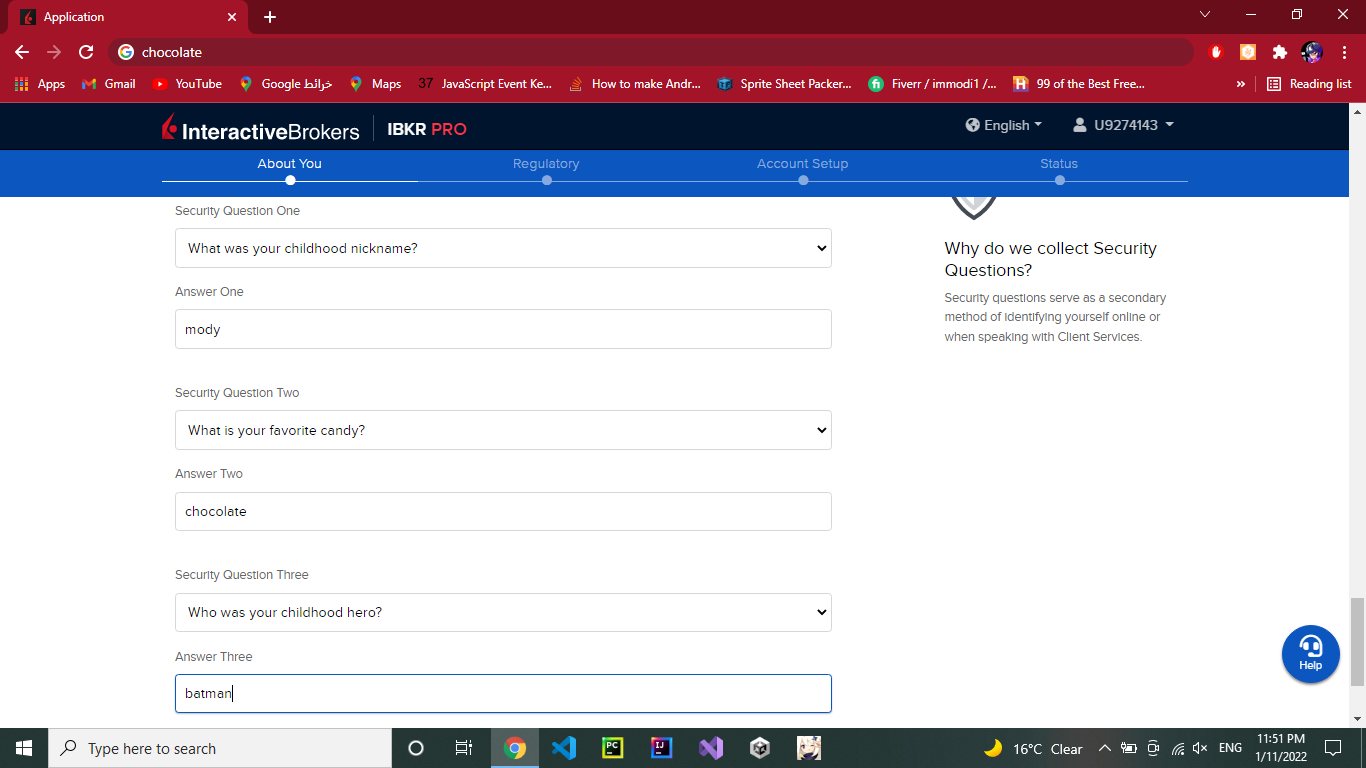 Application
chocolate
Apps
Gmail
YouTube
Google خرائط
Maps
37 JavaScript Event Ke...
How to make Andr...
Sprite Sheet Packer...
fi Fiverr / immodi1 /...
H 99 of the Best Free...
»
Reading list
InteractiveBrokers
IBKR PRO
English
U9274143
About You
Regulatory
Account Setup
Status
Security Question One
What was your childhood nickname?
Answer One
mody
Security Question Two
What is your favorite candy?
Answer Two
chocolate
Security Question Three
Who was your childhood hero?
Answer Three
batman
Why do we collect Security
Questions?
Security questions serve as a secondary
method of identifying yourself online or
when speaking with Client Services.
Help
Type here to search
PC
IJ
16°C Clear
ENG
11:51 PM
1/11/2022